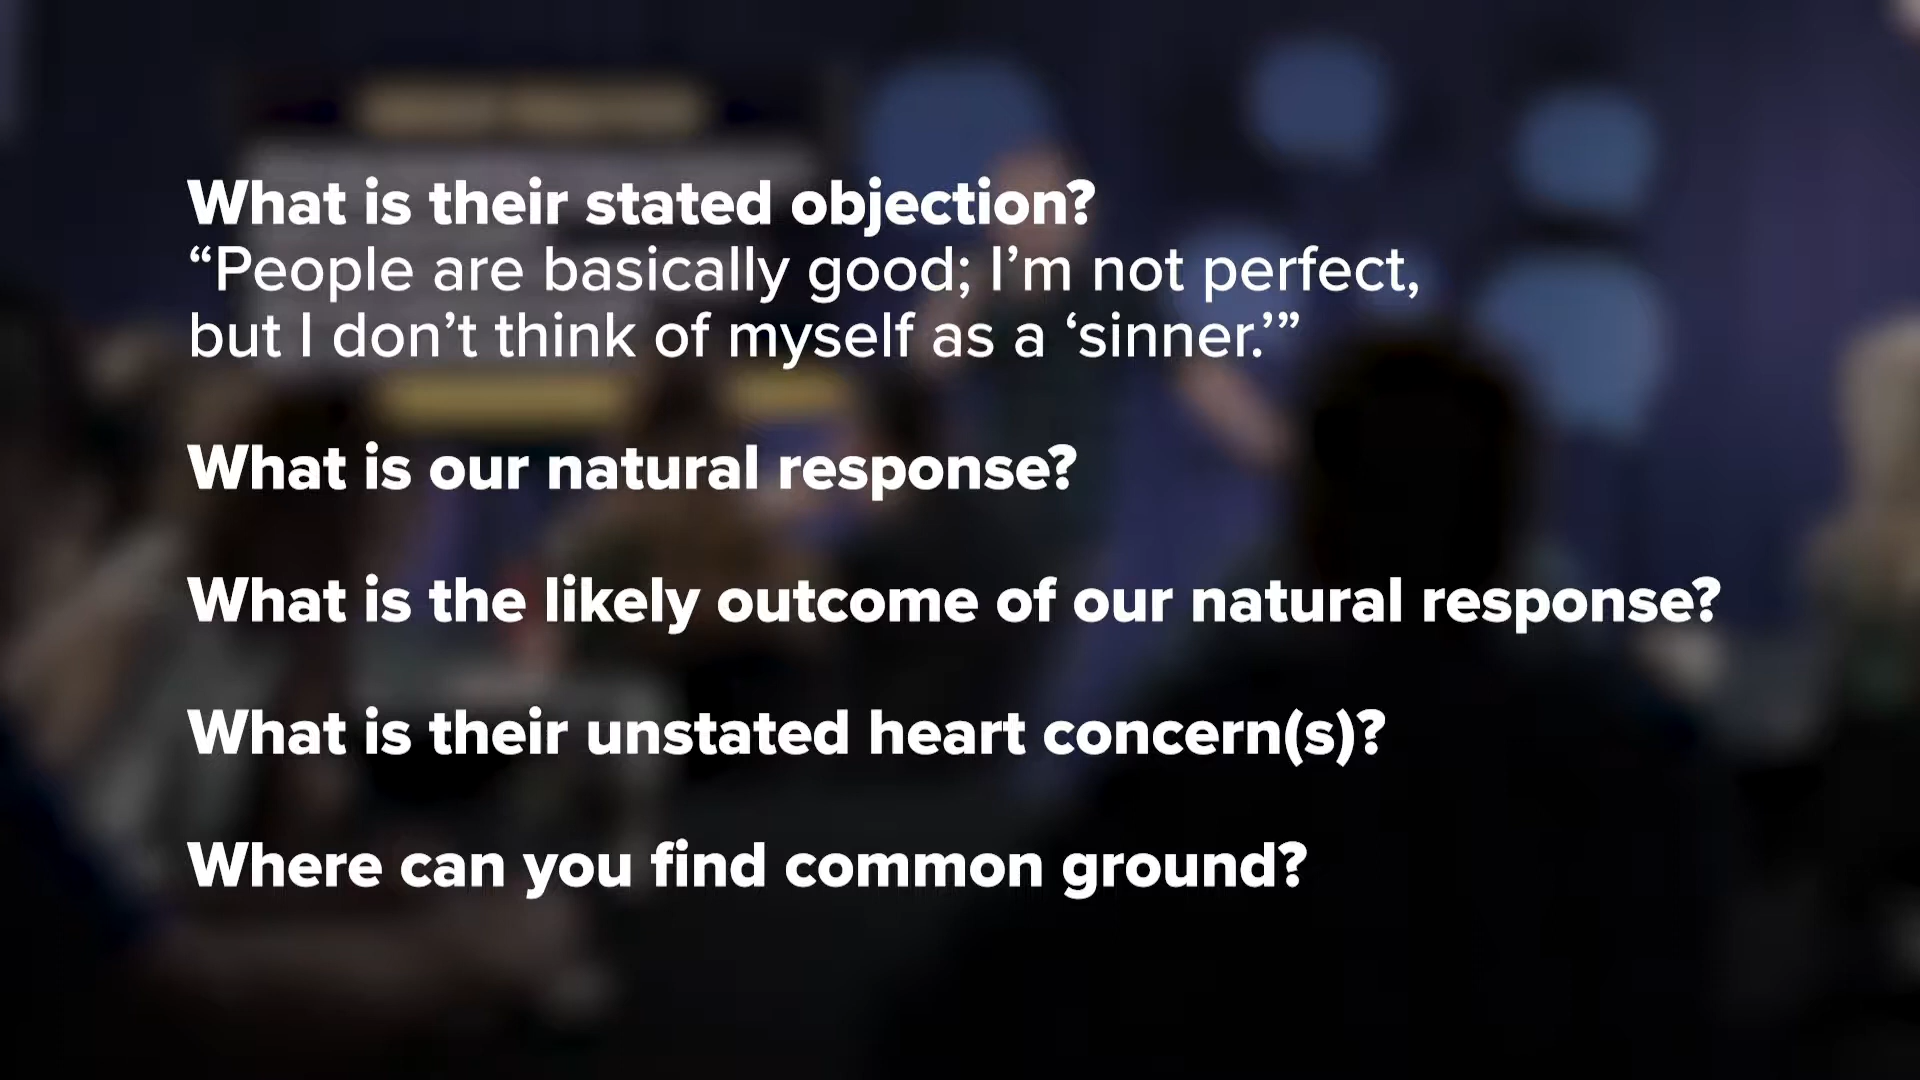 What is their stated objection?
“People are basically good; I’m not perfect,
but I don’t think of myself as a ‘sinner.’”
What is our natural response?
What is the likely outcome of our natural response?
What is their unstated heart concern(s)?
Where can you find common ground?